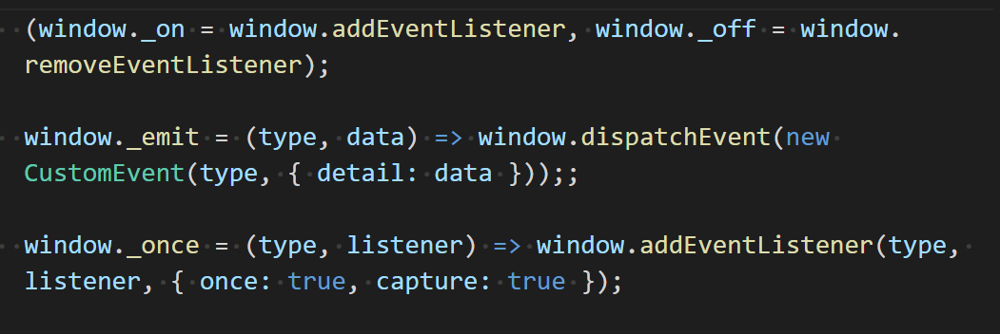 (window._on = window.addEventListener, window._off = window.
removeEventListener);
window._emit = (type, data) => window.dispatchEvent(new
CustomEvent(type, { detail: data }));;
window._once = (type, listener) => window.addEventListener(type,
listener, { once: true, capture: true });